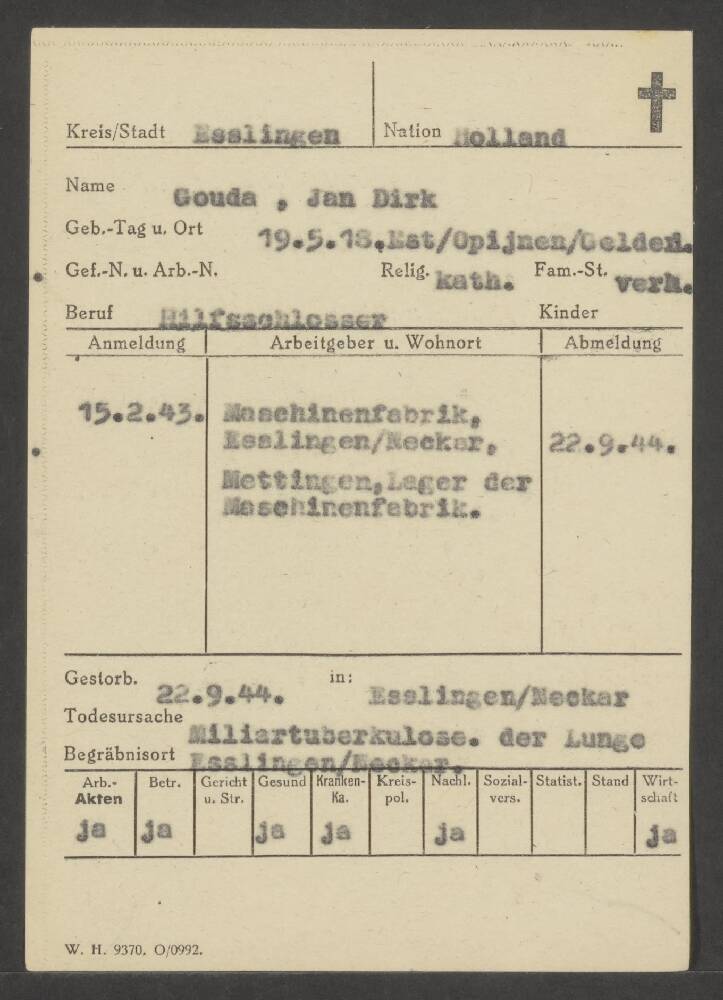 Kreis/Stadt Esslingen Nation Holland
Name Gouda , Jan Dirk
Geb.-Tag u. Ort 19.5.18.Est/Opijnen/Gelderl.
Gef.-N. u. Arb.-N. Relig. kath. Fam.-St. verh.
Beruf Hilfsschlosser Kinder
Anmeldung Arbeitgeber u. Wohnort Abmeldung
15.2.43. Maschinenfabrik,
Esslingen/Neckar, 22.9.44.
Mettingen,Lager der
Maschinenfabrik.
Gestorb. 22.9.44. in: Esslingen/Neckar
Todesursache Miliartuberkulose. der Lunge
Begräbnisort Esslingen/Neckar.
Arb.- Betr. Gericht Gesund Kranken- Kreis- Nachl. Sozial- Statist. Stand Wirt-
Akten u. Str. Ka. pol. vers. schaft
ja ja ja ja ja ja
W. H. 9370. O/0992.